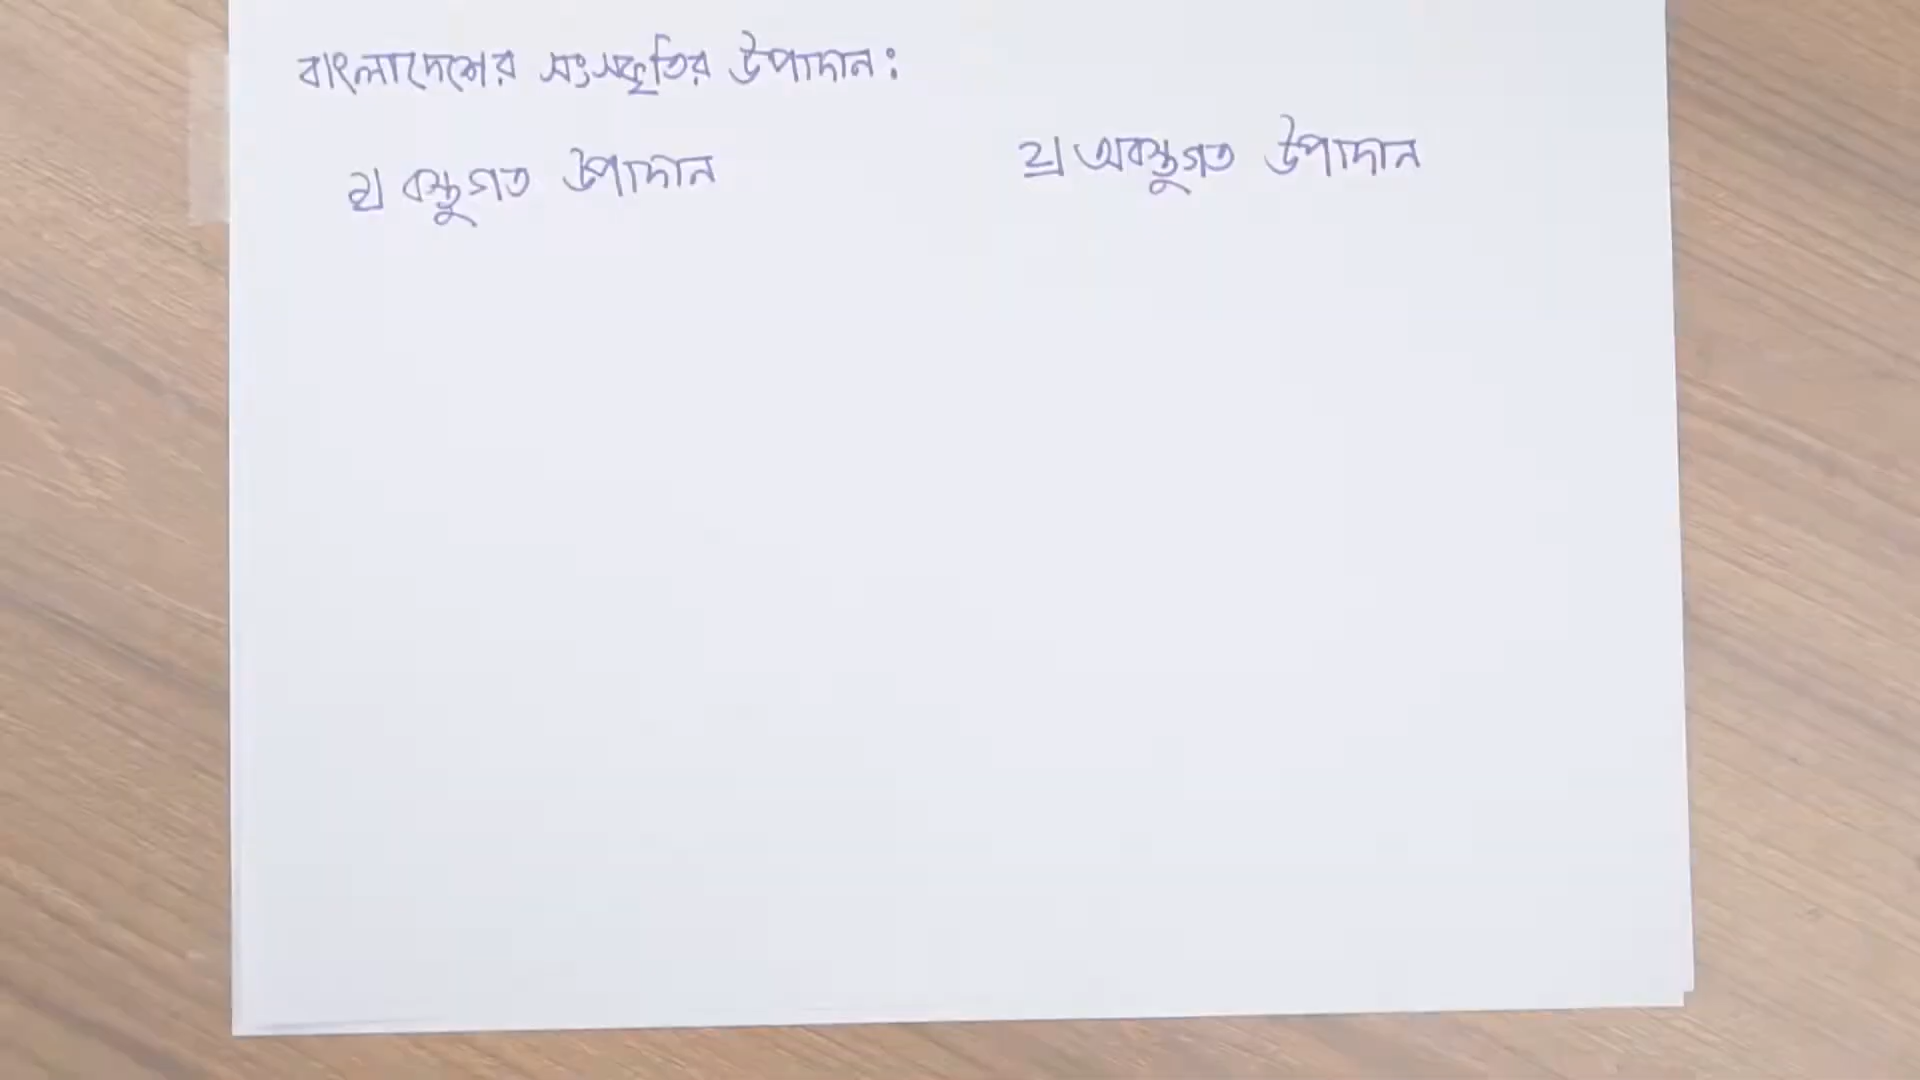 বাংলাদেশের সংস্কৃতির উপাদান:
১। বস্তুগত উপাদান
২। অবস্তুগত উপাদান